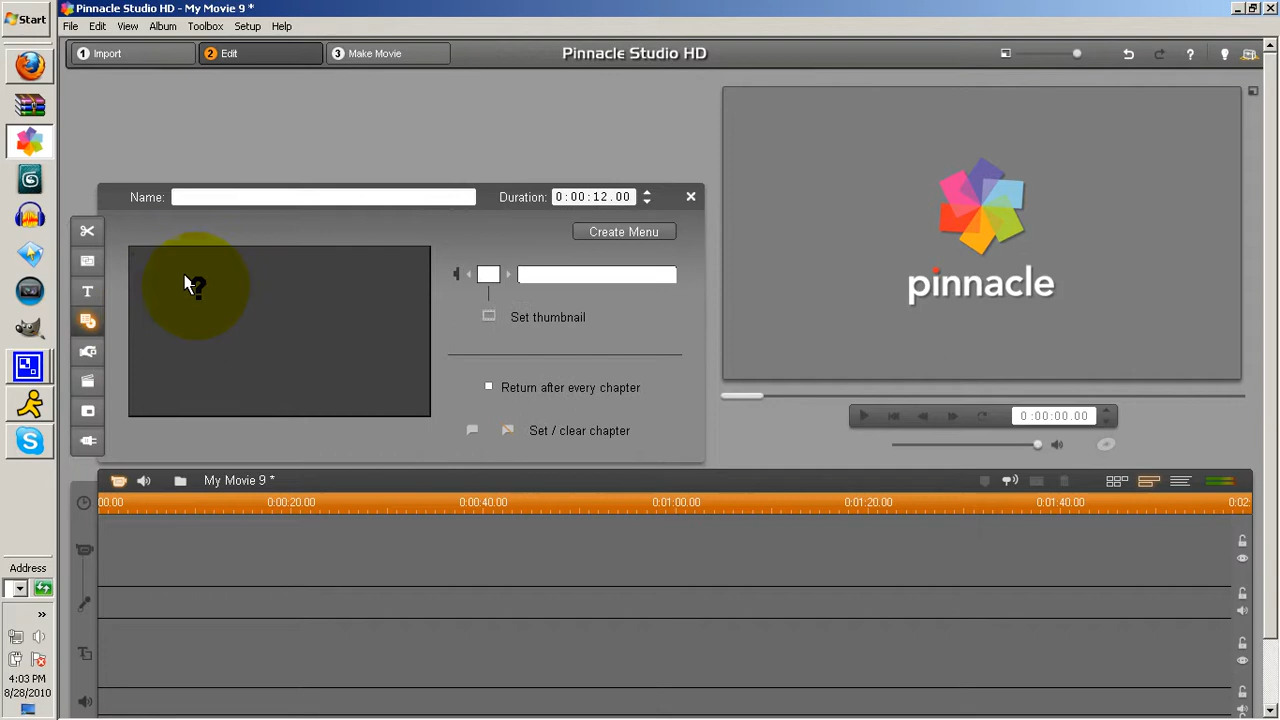 Start
Pinnacle Studio HD - My Movie 9 *
File Edit View Album Toolbox Setup Help
1 Import
2 Edit
3 Make Movie
Pinnacle Studio HD
?
Name:
Duration: 0:00:12.00
Create Menu
Set thumbnail
Return after every chapter
Set / clear chapter
?
pinnacle
0:00:00.00
My Movie 9 *
00.00 0:00:20.00 0:00:40.00 0:01:00.00 0:01:20.00 0:01:40.00 0:02:
Address
»
4:03 PM
8/28/2010